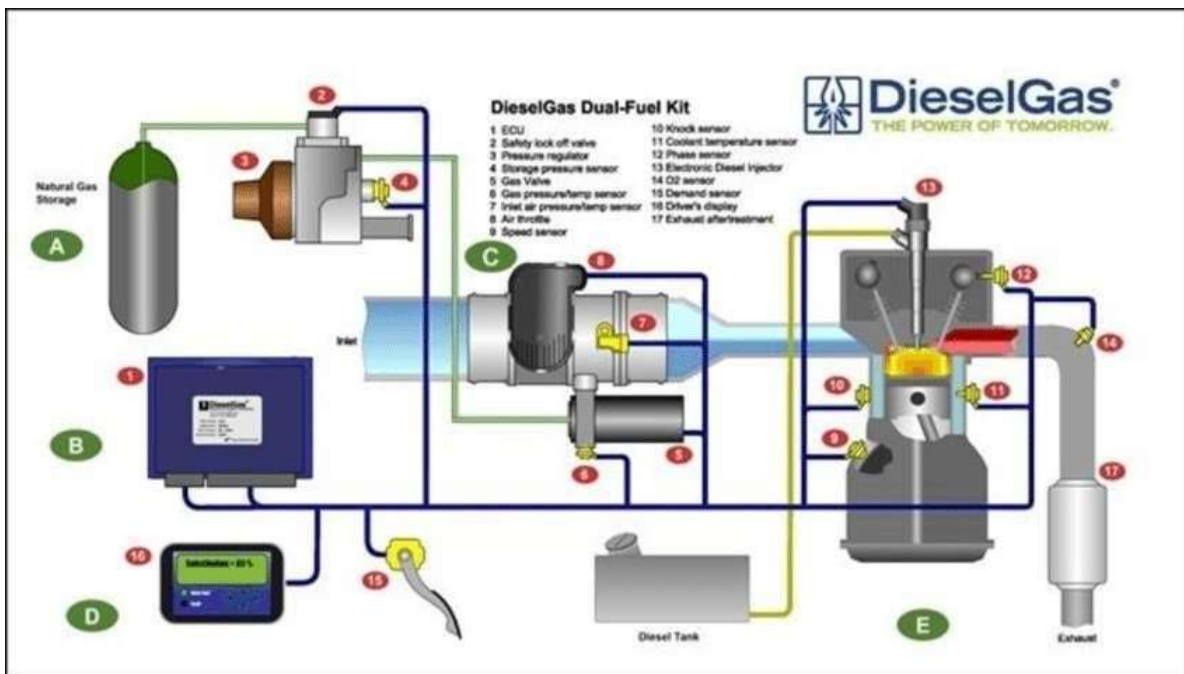 DieselGas®
THE POWER OF TOMORROW.
DieselGas Dual-Fuel Kit
1 ECU
2 Safety lock off valve
3 Pressure regulator
4 Storage pressure sensor
5 Gas Valve
6 Gas pressure/temp sensor
7 Inlet air pressure/temp sensor
8 Air throttle
9 Speed sensor
10 Knock sensor
11 Coolant temperature sensor
12 Phase sensor
13 Electronic Diesel Injector
14 O2 sensor
15 Demand sensor
16 Driver's display
17 Exhaust aftertreatment
2
3
4
Natural Gas
Storage
A
C
8
7
13
12
14
Inlet
1
DieselGas®
B
10
11
9
5
6
17
16
15
D
Diesel Tank
E
Exhaust